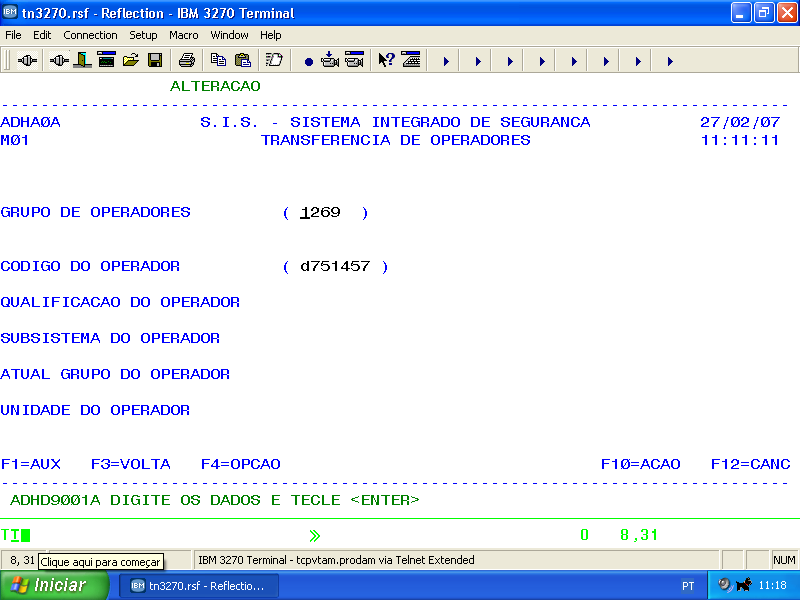 tn3270.rsf - Reflection - IBM 3270 Terminal
File Edit Connection Setup Macro Window Help
ALTERACAO
ADHA0A S.I.S. - SISTEMA INTEGRADO DE SEGURANCA 27/02/07
M01 TRANSFERENCIA DE OPERADORES 11:11:11
GRUPO DE OPERADORES ( 1269 )
CODIGO DO OPERADOR ( d751457 )
QUALIFICACAO DO OPERADOR
SUBSISTEMA DO OPERADOR
ATUAL GRUPO DO OPERADOR
UNIDADE DO OPERADOR
F1=AUX F3=VOLTA F4=OPCAO F10=ACAO F12=CANC
ADHD9001A DIGITE OS DADOS E TECLE <ENTER>
TI 0 8,31
8, 31 Clique aqui para começar IBM 3270 Terminal - tcpvtam.prodam via Telnet Extended NUM
Iniciar IBM tn3270.rsf - Reflectio... PT 11:18